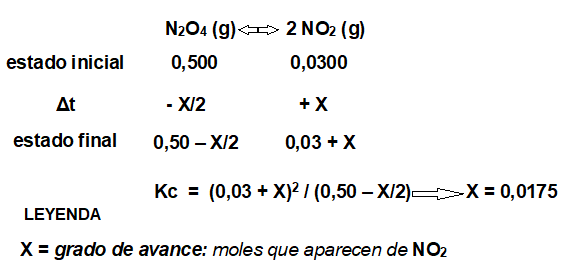 N₂O₄ (g) ⇔ 2 NO₂ (g)
estado inicial 0,500 0,0300
Δt - X/2 + X
estado final 0,50 – X/2 0,03 + X
Kc = (0,03 + X)² / (0,50 – X/2) ⇒ X = 0,0175
LEYENDA
X = grado de avance: moles que aparecen de NO₂